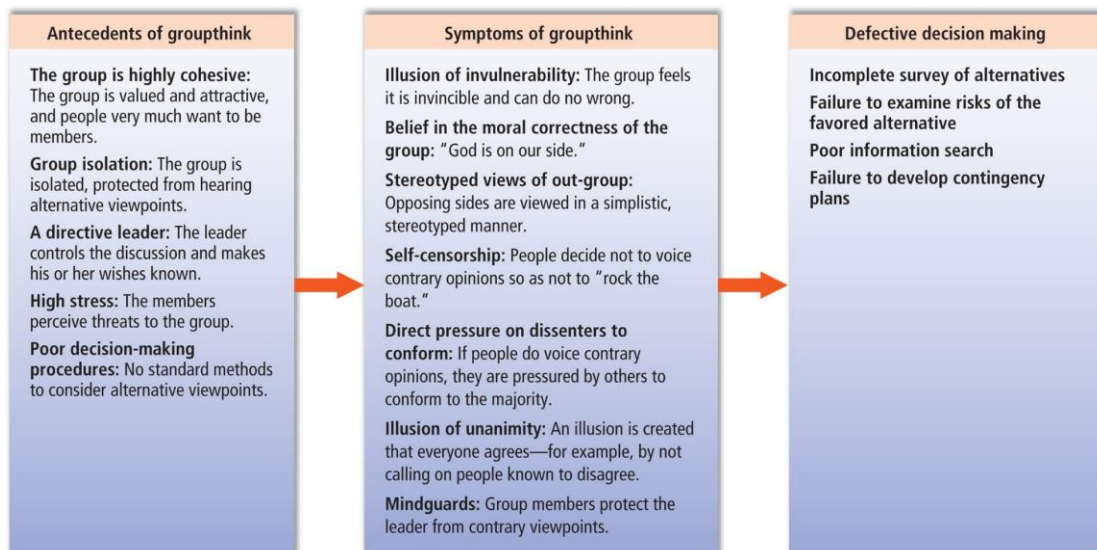 Antecedents of groupthink
The group is highly cohesive:
The group is valued and attractive,
and people very much want to be
members.
Group isolation: The group is
isolated, protected from hearing
alternative viewpoints.
A directive leader: The leader
controls the discussion and makes
his or her wishes known.
High stress: The members
perceive threats to the group.
Poor decision-making
procedures: No standard methods
to consider alternative viewpoints.
Symptoms of groupthink
Illusion of invulnerability: The group feels
it is invincible and can do no wrong.
Belief in the moral correctness of the
group: “God is on our side.”
Stereotyped views of out-group:
Opposing sides are viewed in a simplistic,
stereotyped manner.
Self-censorship: People decide not to voice
contrary opinions so as not to “rock the
boat.”
Direct pressure on dissenters to
conform: If people do voice contrary
opinions, they are pressured by others to
conform to the majority.
Illusion of unanimity: An illusion is created
that everyone agrees—for example, by not
calling on people known to disagree.
Mindguards: Group members protect the
leader from contrary viewpoints.
Defective decision making
Incomplete survey of alternatives
Failure to examine risks of the
favored alternative
Poor information search
Failure to develop contingency
plans